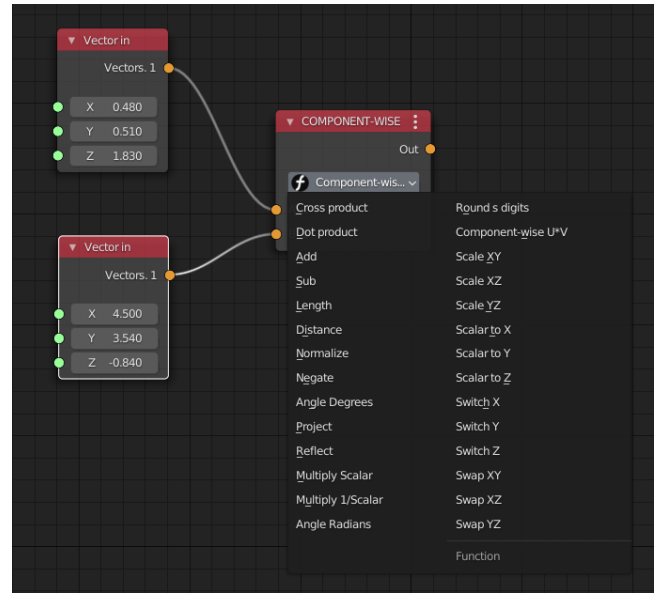 Vector in
Vectors. 1
X 0.480
Y 0.510
Z 1.830
COMPONENT-WISE
Out
Component-wis...
Vector in
Vectors. 1
X 4.500
Y 3.540
Z -0.840
Cross product
Dot product
Add
Sub
Length
Distance
Normalize
Negate
Angle Degrees
Project
Reflect
Multiply Scalar
Multiply 1/Scalar
Angle Radians
Round s digits
Component-wise U*V
Scale XY
Scale XZ
Scale YZ
Scalar to X
Scalar to Y
Scalar to Z
Switch X
Switch Y
Switch Z
Swap XY
Swap XZ
Swap YZ
Function